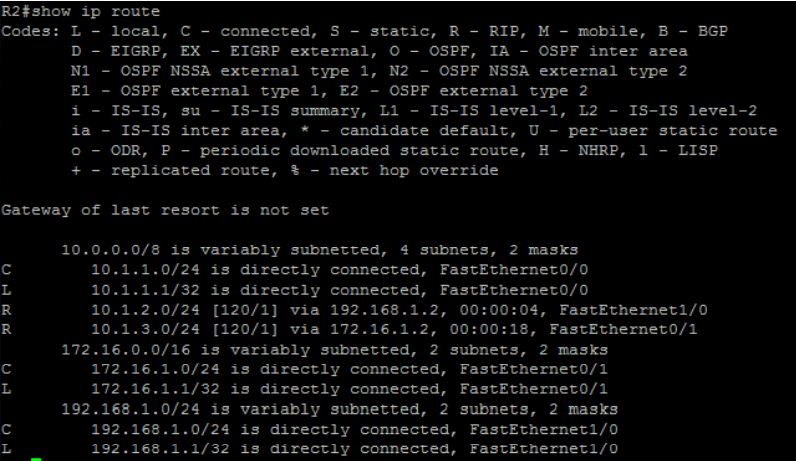 R2#show ip route
Codes: L - local, C - connected, S - static, R - RIP, M - mobile, B - BGP
       D - EIGRP, EX - EIGRP external, O - OSPF, IA - OSPF inter area
       N1 - OSPF NSSA external type 1, N2 - OSPF NSSA external type 2
       E1 - OSPF external type 1, E2 - OSPF external type 2
       i - IS-IS, su - IS-IS summary, L1 - IS-IS level-1, L2 - IS-IS level-2
       ia - IS-IS inter area, * - candidate default, U - per-user static route
       o - ODR, P - periodic downloaded static route, H - NHRP, l - LISP
       + - replicated route, % - next hop override
Gateway of last resort is not set
      10.0.0.0/8 is variably subnetted, 4 subnets, 2 masks
C        10.1.1.0/24 is directly connected, FastEthernet0/0
L        10.1.1.1/32 is directly connected, FastEthernet0/0
R        10.1.2.0/24 [120/1] via 192.168.1.2, 00:00:04, FastEthernet1/0
R        10.1.3.0/24 [120/1] via 172.16.1.2, 00:00:18, FastEthernet0/1
      172.16.0.0/16 is variably subnetted, 2 subnets, 2 masks
C        172.16.1.0/24 is directly connected, FastEthernet0/1
L        172.16.1.1/32 is directly connected, FastEthernet0/1
      192.168.1.0/24 is variably subnetted, 2 subnets, 2 masks
C        192.168.1.0/24 is directly connected, FastEthernet1/0
L        192.168.1.1/32 is directly connected, FastEthernet1/0